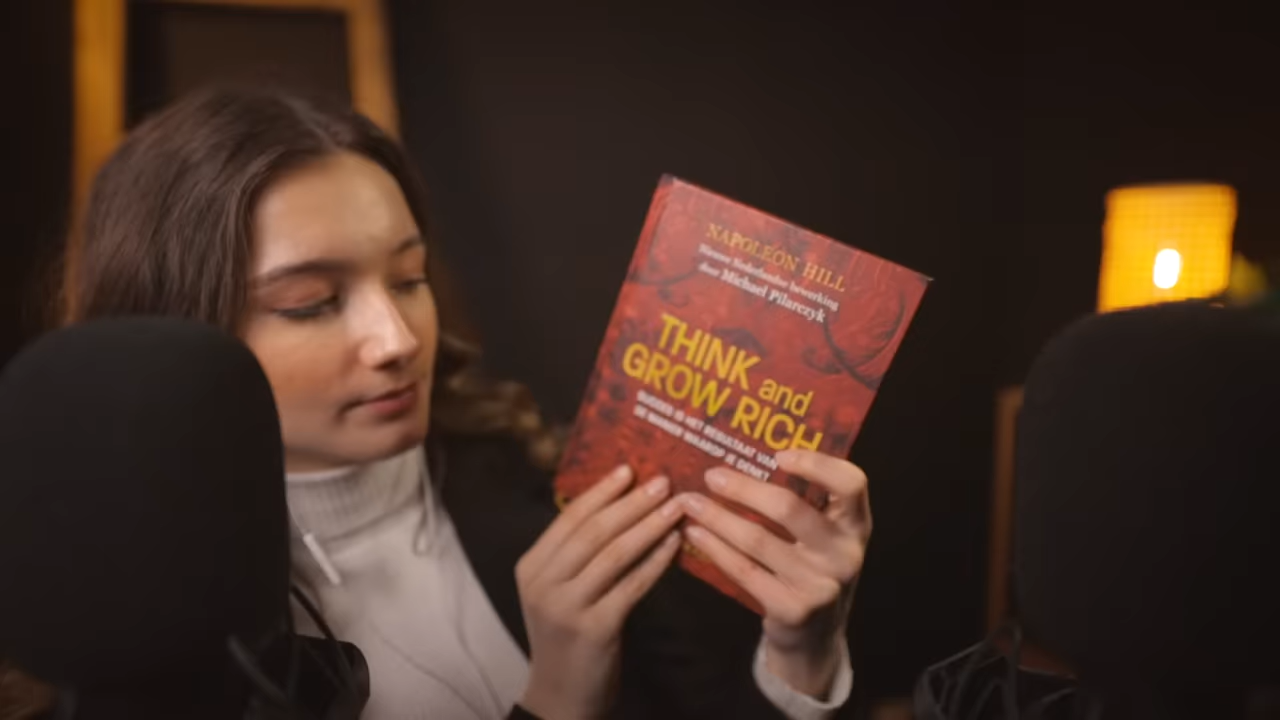 NAPOLEON HILL
Nieuwe Nederlandse bewerking
door Michael Pilarczyk
THINK and
GROW RICH
SUCCES IS HET RESULTAAT VAN
DE MANIER WAAROP JE DENKT